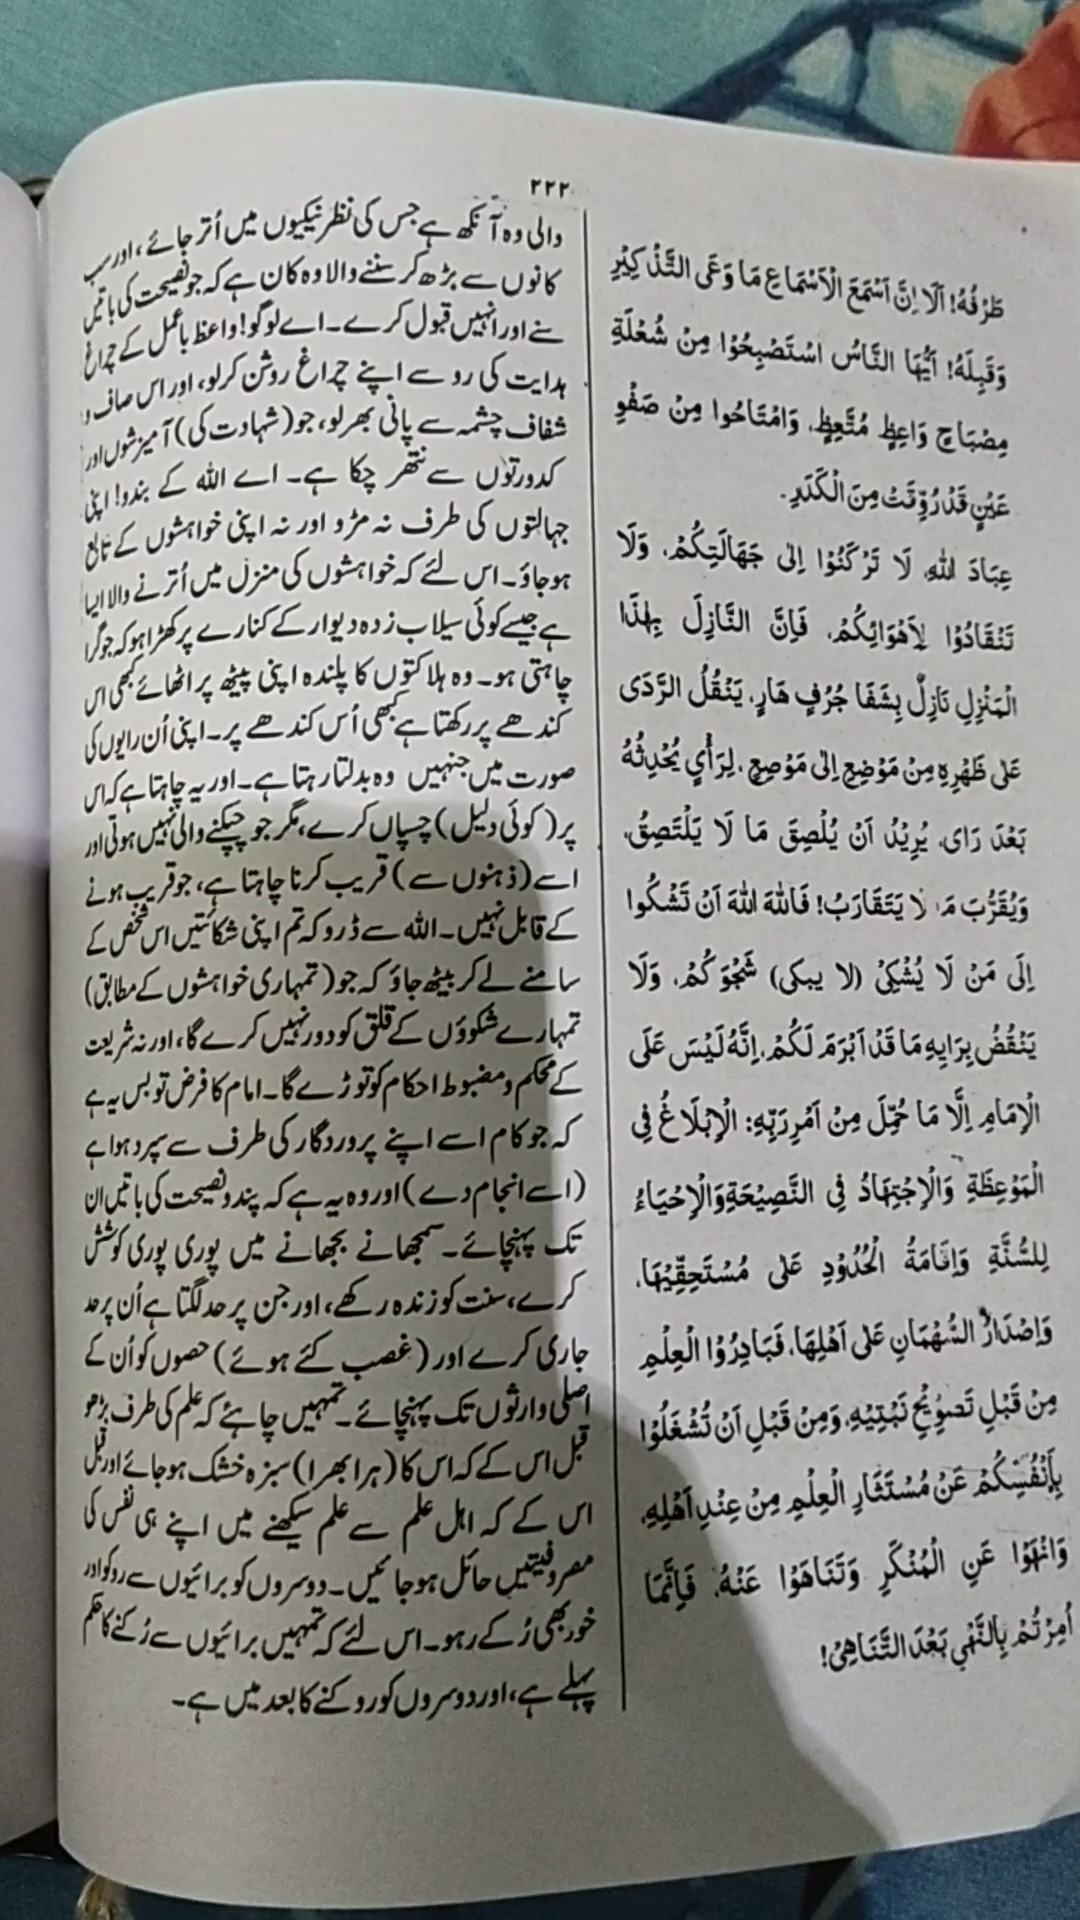 ۲۲۲
طَرْفُهُ! اَلَا اِنَّ اَسْمَعَ الْاَسْمَاعِ مَا وَعَی التَّذْكِیْرَ
وَقَبِلَهُ! اَیُّهَا النَّاسُ اسْتَصْبِحُوْا مِنْ شُعْلَةِ
مِصْبَاحِ وَاعِظٍ مُتَّعِظٍ، وَامْتَاحُوا مِنْ صَفْوِ
عَیْنٍ قَدْ رُوِّقَتْ مِنَ الْكَدَرِ۔
عِبَادَ اللهِ، لَا تَرْكَنُوْا اِلٰی جَهَالَتِكُمْ، وَلَا
تَنْقَادُوْا لِاَهْوَائِكُمْ، فَاِنَّ النَّازِلَ بِهٰذَا
الْمَنْزِلِ نَازِلٌ بِشَفَا جُرُفٍ هَارٍ، یَنْقُلُ الرَّدَی
عَلٰی ظَهْرِهٖ مِنْ مَوْضِعٍ اِلٰی مَوْضِعٍ، لِرَأْیٍ یُحْدِثُهٗ
بَعْدَ رَای، یُرِیْدُ اَنْ یُلْصِقَ مَا لَا یَلْتَصِقُ،
وَیُقَرِّبَ مَا لَا یَتَقَارَبُ! فَاللهَ اللهَ اَنْ تَشْكُوا
اِلَی مَنْ لَا یُشْكِیْ (لا یبکی) شَجْوَكُمْ، وَلَا
یَنْقُضُ بِرَایِهٖ مَا قَدْ اَبْرَمَ لَكُمْ، اِنَّهٗ لَیْسَ عَلَی
الْاِمَامِ اِلَّا مَا حُمِّلَ مِنْ اَمْرِ رَبِّهٖ: الْاِبْلَاغُ فِی
الْمَوْعِظَةِ وَالْاِجْتِهَادُ فِی النَّصِیْحَةِ وَالْاِحْیَاءُ
لِلسُّنَّةِ وَاِقَامَةُ الْحُدُوْدِ عَلٰی مُسْتَحِقِّیْهَا،
وَاِصْدَارُ السُّهْمَانِ عَلٰی اَهْلِهَا، فَبَادِرُوْا الْعِلْمِ
مِنْ قَبْلِ تَصْوِیْحِ نَبْتِیْهِ، وَمِنْ قَبْلِ اَنْ تُشْغَلُوْا
بِأَنْفُسِكُمْ عَنْ مُسْتَثَارِ الْعِلْمِ مِنْ عِنْدِ اَهْلِهٖ،
وَانْهَوْا عَنِ الْمُنْكَرِ وَتَنَاهَوْا عَنْهُ، فَاِنَّمَا
اُمِرْتُمْ بِالنَّهْیِ بَعْدَ التَّنَاهِیْ!
والی وہ آنکھ ہے جس کی نظر نیکیوں میں اُتر جائے، اور سب
کانوں سے بڑھ کر سننے والا وہ کان ہے کہ جو نصیحت کی باتیں
سنے اور انہیں قبول کرے۔ اے لوگو! واعظ باعمل کے چراغ
ہدایت کی رو سے اپنے چراغ روشن کر لو، اور اس صاف و
شفاف چشمہ سے پانی بھر لو، جو (شہادت کی) آمیزشوں اور
کدورتوں سے نتھر چکا ہے۔ اے اللہ کے بندو! اپنی
جہالتوں کی طرف نہ مڑو اور نہ اپنی خواہشوں کے تابع
ہو جاؤ۔ اس لئے کہ خواہشوں کی منزل میں اُترنے والا ایسا
ہے جیسے کوئی سیلاب زدہ دیوار کے کنارے پر کھڑا ہو کہ جو گرا
چاہتی ہو۔ وہ ہلاکتوں کا پلندہ اپنی پیٹھ پر اٹھائے کبھی اس
کندھے پر رکھتا ہے کبھی اُس کندھے پر۔ اپنی اُن رایوں کی
صورت میں جنہیں وہ بدلتا رہتا ہے۔ اور یہ چاہتا ہے کہ اس
پر (کوئی دلیل) چسپاں کرے، مگر جو چپکنے والی نہیں ہوتی اور
اسے (ذہنوں سے) قریب کرنا چاہتا ہے، جو قریب ہونے
کے قابل نہیں۔ اللہ سے ڈرو کہ تم اپنی شکائتیں اس شخص کے
سامنے لے کر بیٹھ جاؤ کہ جو (تمہاری خواہشوں کے مطابق)
تمہارے شکوؤں کے قلق کو دور نہیں کرے گا، اور نہ شریعت
کے محکم و مضبوط احکام کو توڑے گا۔ امام کا فرض تو بس یہ ہے
کہ جو کام اسے اپنے پروردگار کی طرف سے سپرد ہوا ہے
(اسے انجام دے) اور وہ یہ ہے کہ پند و نصیحت کی باتیں ان
تک پہنچائے۔ سمجھانے بجھانے میں پوری پوری کوشش
کرے، سنت کو زندہ رکھے، اور جن پر حد لگتا ہے اُن پر حد
جاری کرے اور (غصب کئے ہوئے) حصوں کو اُن کے
اصلی وارثوں تک پہنچائے۔ تمہیں چاہئے کہ علم کی طرف بڑھو
قبل اس کے کہ اس کا (ہرا بھرا) سبزہ خشک ہو جائے اور قبل
اس کے کہ اہل علم سے علم سیکھنے میں اپنے ہی نفس کی
مصروفیتیں حائل ہو جائیں۔ دوسروں کو برائیوں سے روکو اور
خود بھی رُکے رہو۔ اس لئے کہ تمہیں برائیوں سے رُکنے کا حکم
پہلے ہے، اور دوسروں کو روکنے کا بعد میں ہے۔